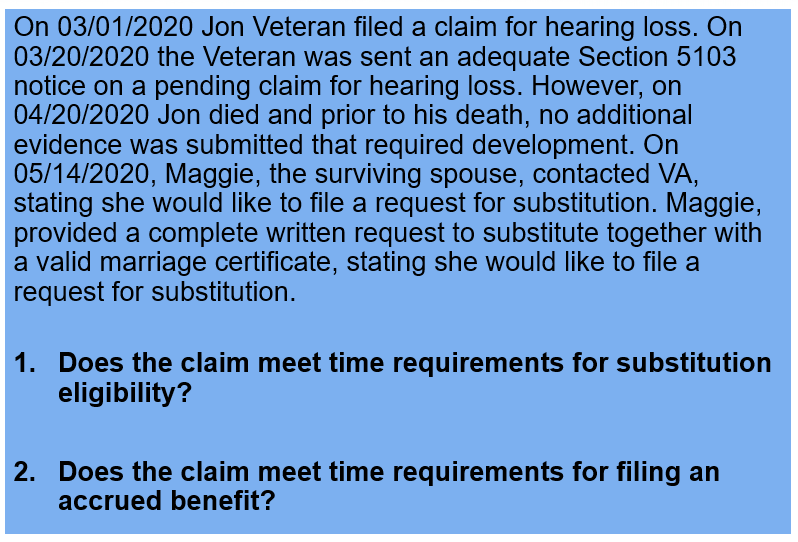 On 03/01/2020 Jon Veteran filed a claim for hearing loss. On
03/20/2020 the Veteran was sent an adequate Section 5103
notice on a pending claim for hearing loss. However, on
04/20/2020 Jon died and prior to his death, no additional
evidence was submitted that required development. On
05/14/2020, Maggie, the surviving spouse, contacted VA,
stating she would like to file a request for substitution. Maggie,
provided a complete written request to substitute together with
a valid marriage certificate, stating she would like to file a
request for substitution.
1. Does the claim meet time requirements for substitution
eligibility?
2. Does the claim meet time requirements for filing an
accrued benefit?